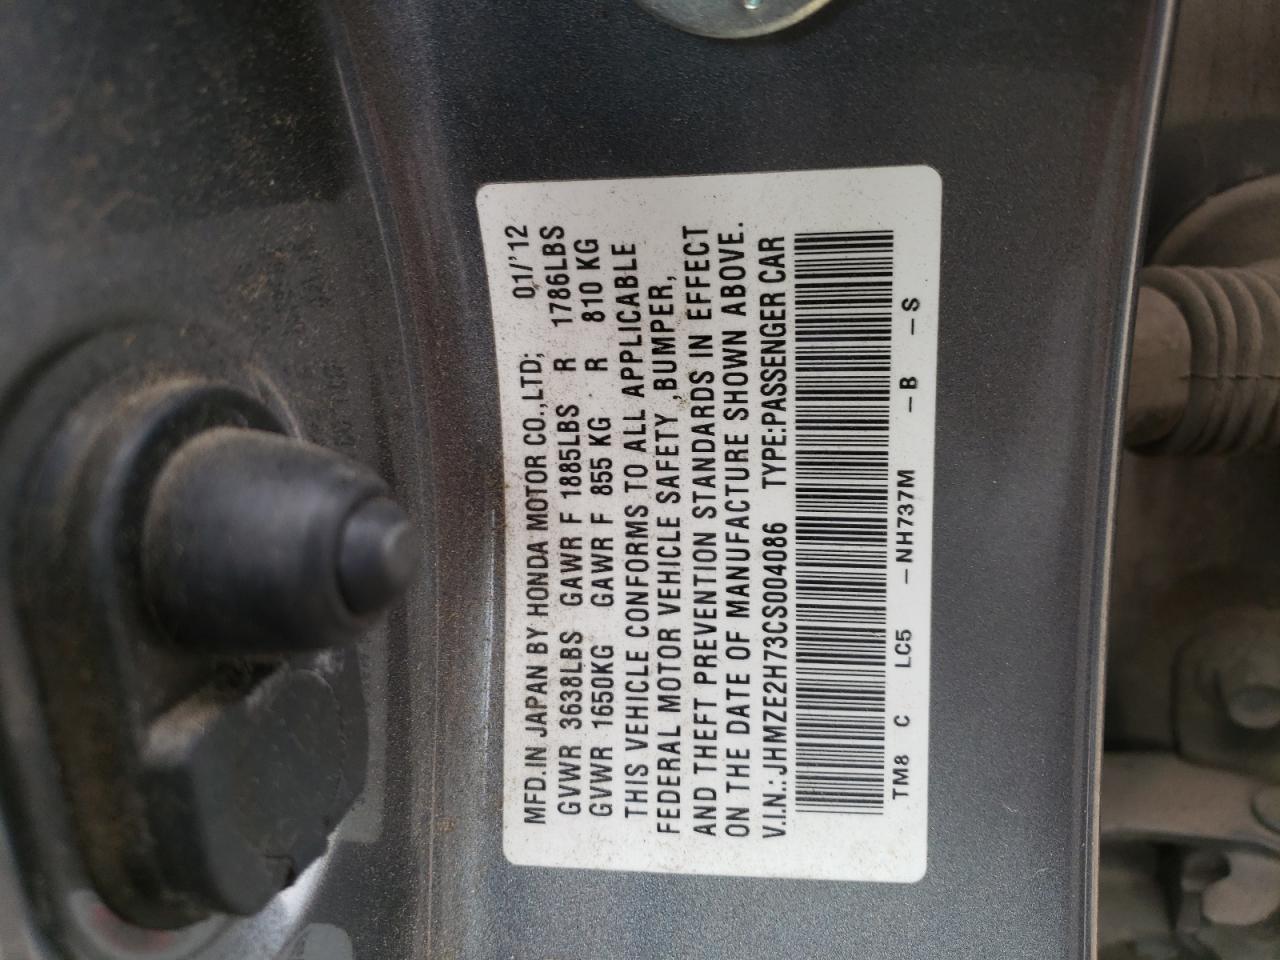 MFD.IN JAPAN BY HONDA MOTOR CO.,LTD; 01/'12
GVWR 3638LBS GAWR F 1885LBS R 1786LBS
GVWR 1650KG GAWR F 855 KG R 810 KG
THIS VEHICLE CONFORMS TO ALL APPLICABLE
FEDERAL MOTOR VEHICLE SAFETY ,BUMPER,
AND THEFT PREVENTION STANDARDS IN EFFECT
ON THE DATE OF MANUFACTURE SHOWN ABOVE.
V.I.N.:JHMZE2H73CS004086 TYPE:PASSENGER CAR
TM8 C LC5 -NH737M -B -S